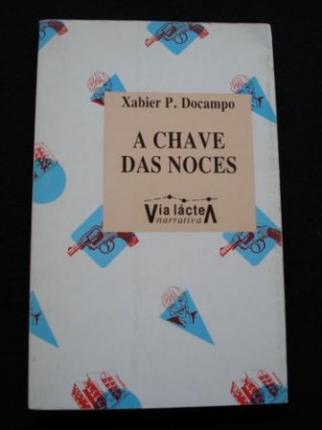 Xabier P. Docampo
A CHAVE
DAS NOCES
Vía láctea
narrativa